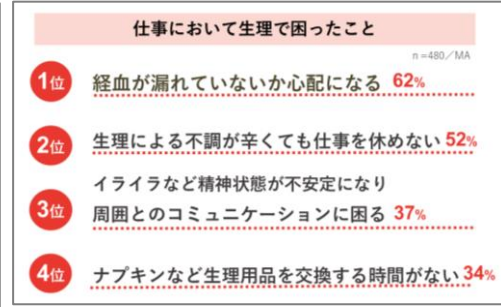 仕事において生理で困ったこと
n=480/MA
1位 経血が漏れていないか心配になる 62%
2位 生理による不調が辛くても仕事を休めない 52%
イライラなど精神状態が不安定になり
3位 周囲とのコミュニケーションに困る 37%
4位 ナプキンなど生理用品を交換する時間がない 34%